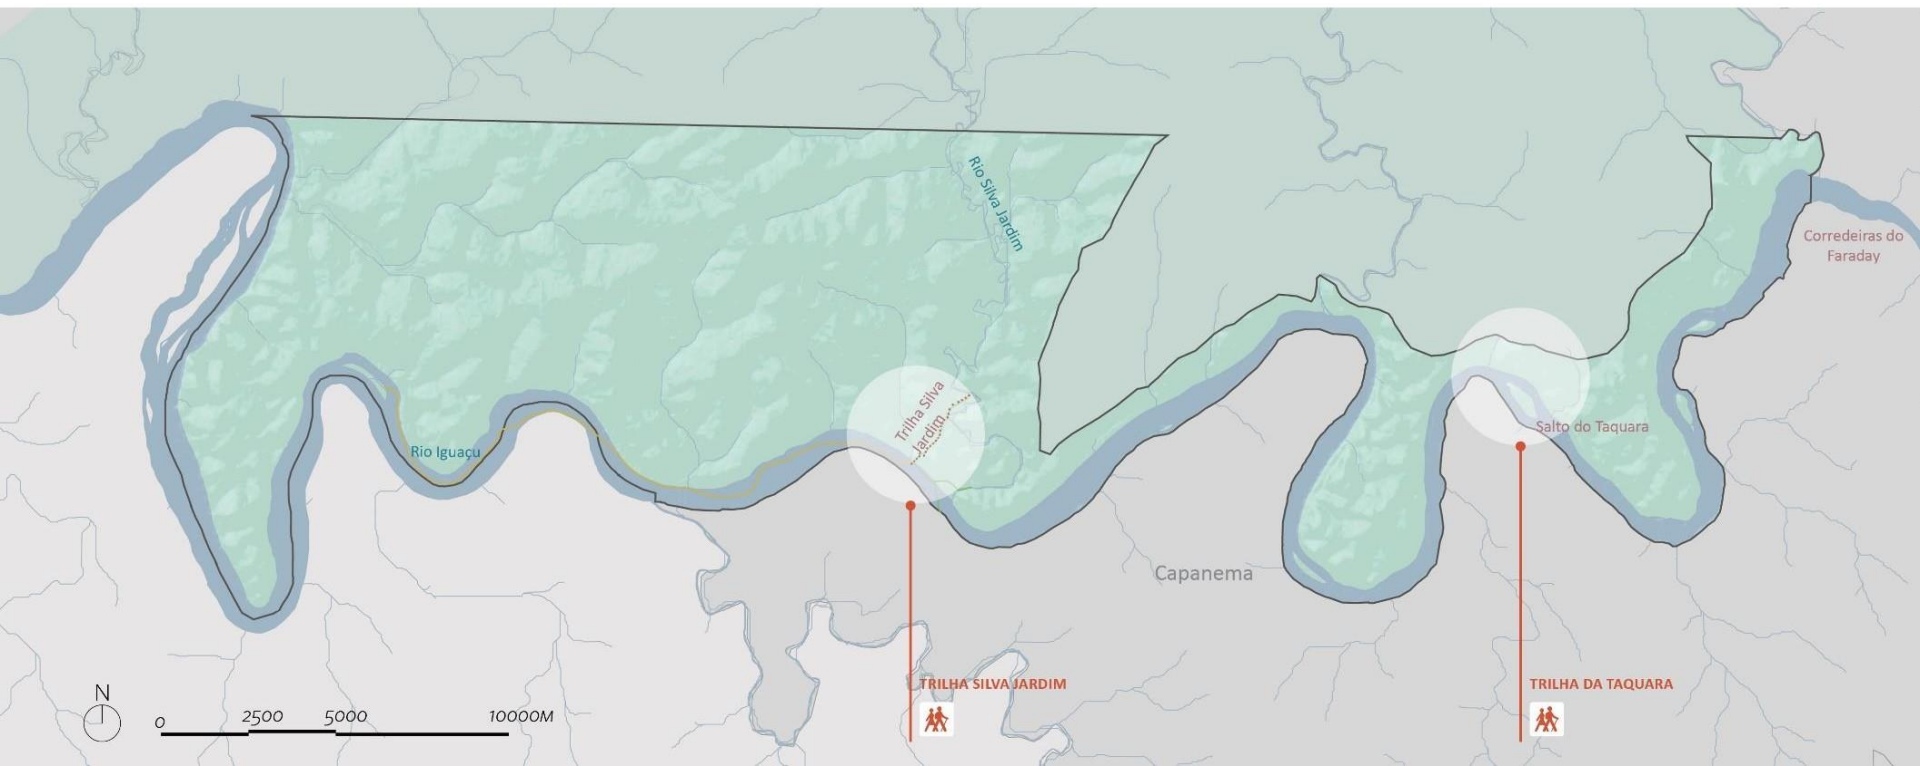 Rio Silva Jardim
Corredeiras do
Faraday
Trilha Silva
Jardim
Salto do Taquara
Rio Iguaçu
Capanema
TRILHA SILVA JARDIM
TRILHA DA TAQUARA
N
0 2500 5000 10000M